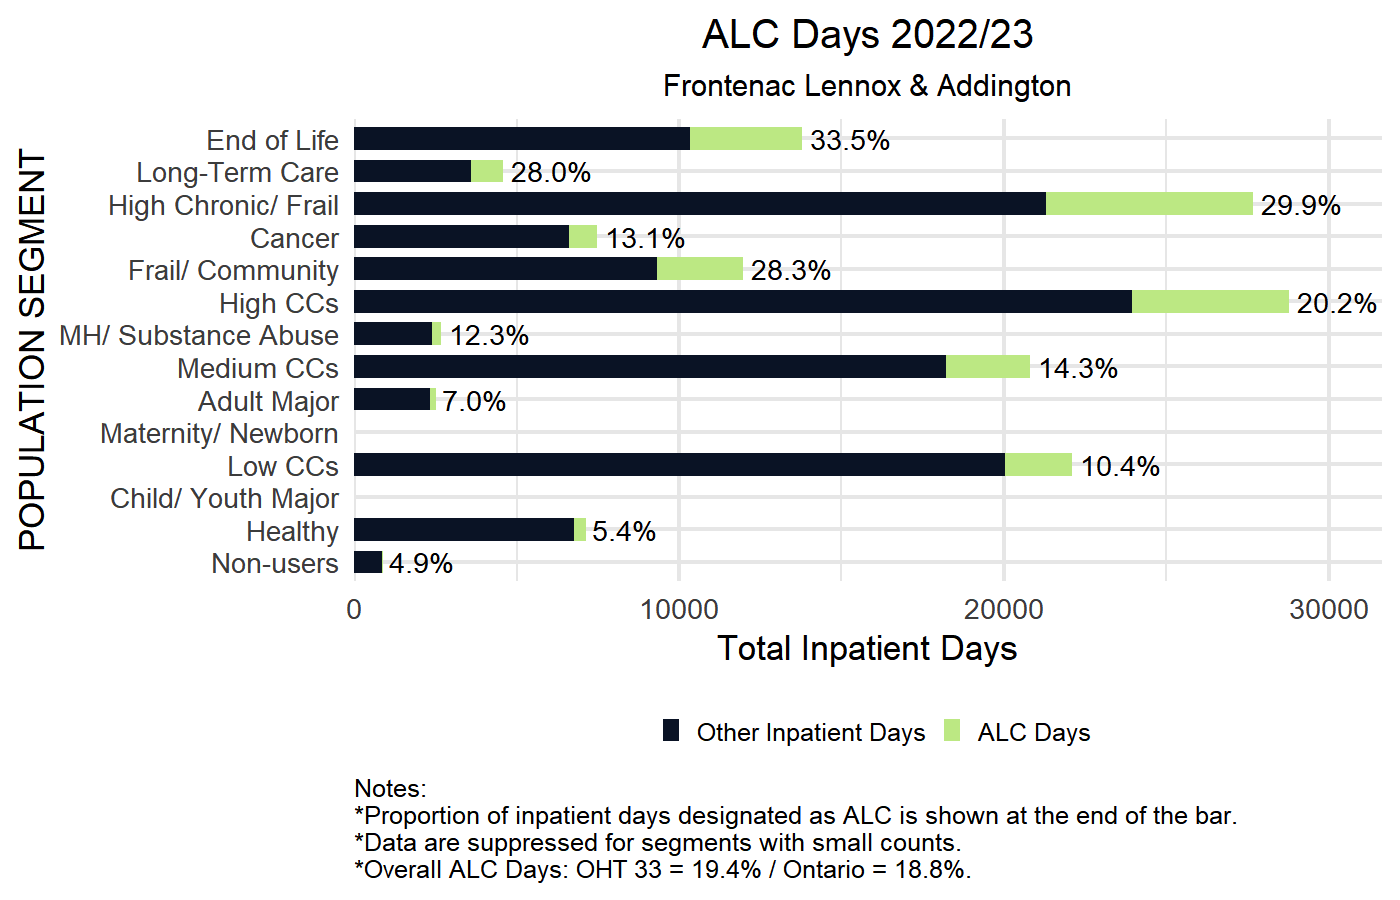 ALC Days 2022/23
Frontenac Lennox & Addington
POPULATION SEGMENT
End of Life 33.5%
Long-Term Care 28.0%
High Chronic/ Frail 29.9%
Cancer 13.1%
Frail/ Community 28.3%
High CCs 20.2%
MH/ Substance Abuse 12.3%
Medium CCs 14.3%
Adult Major 7.0%
Maternity/ Newborn
Low CCs 10.4%
Child/ Youth Major
Healthy 5.4%
Non-users 4.9%
0 10000 20000 30000
Total Inpatient Days
Other Inpatient Days ALC Days
Notes:
*Proportion of inpatient days designated as ALC is shown at the end of the bar.
*Data are suppressed for segments with small counts.
*Overall ALC Days: OHT 33 = 19.4% / Ontario = 18.8%.